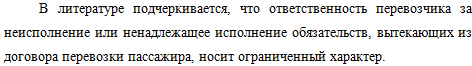 В литературе подчеркивается, что ответственность перевозчика за
неисполнение или ненадлежащее исполнение обязательств, вытекающих из
договора перевозки пассажира, носит ограниченный характер.